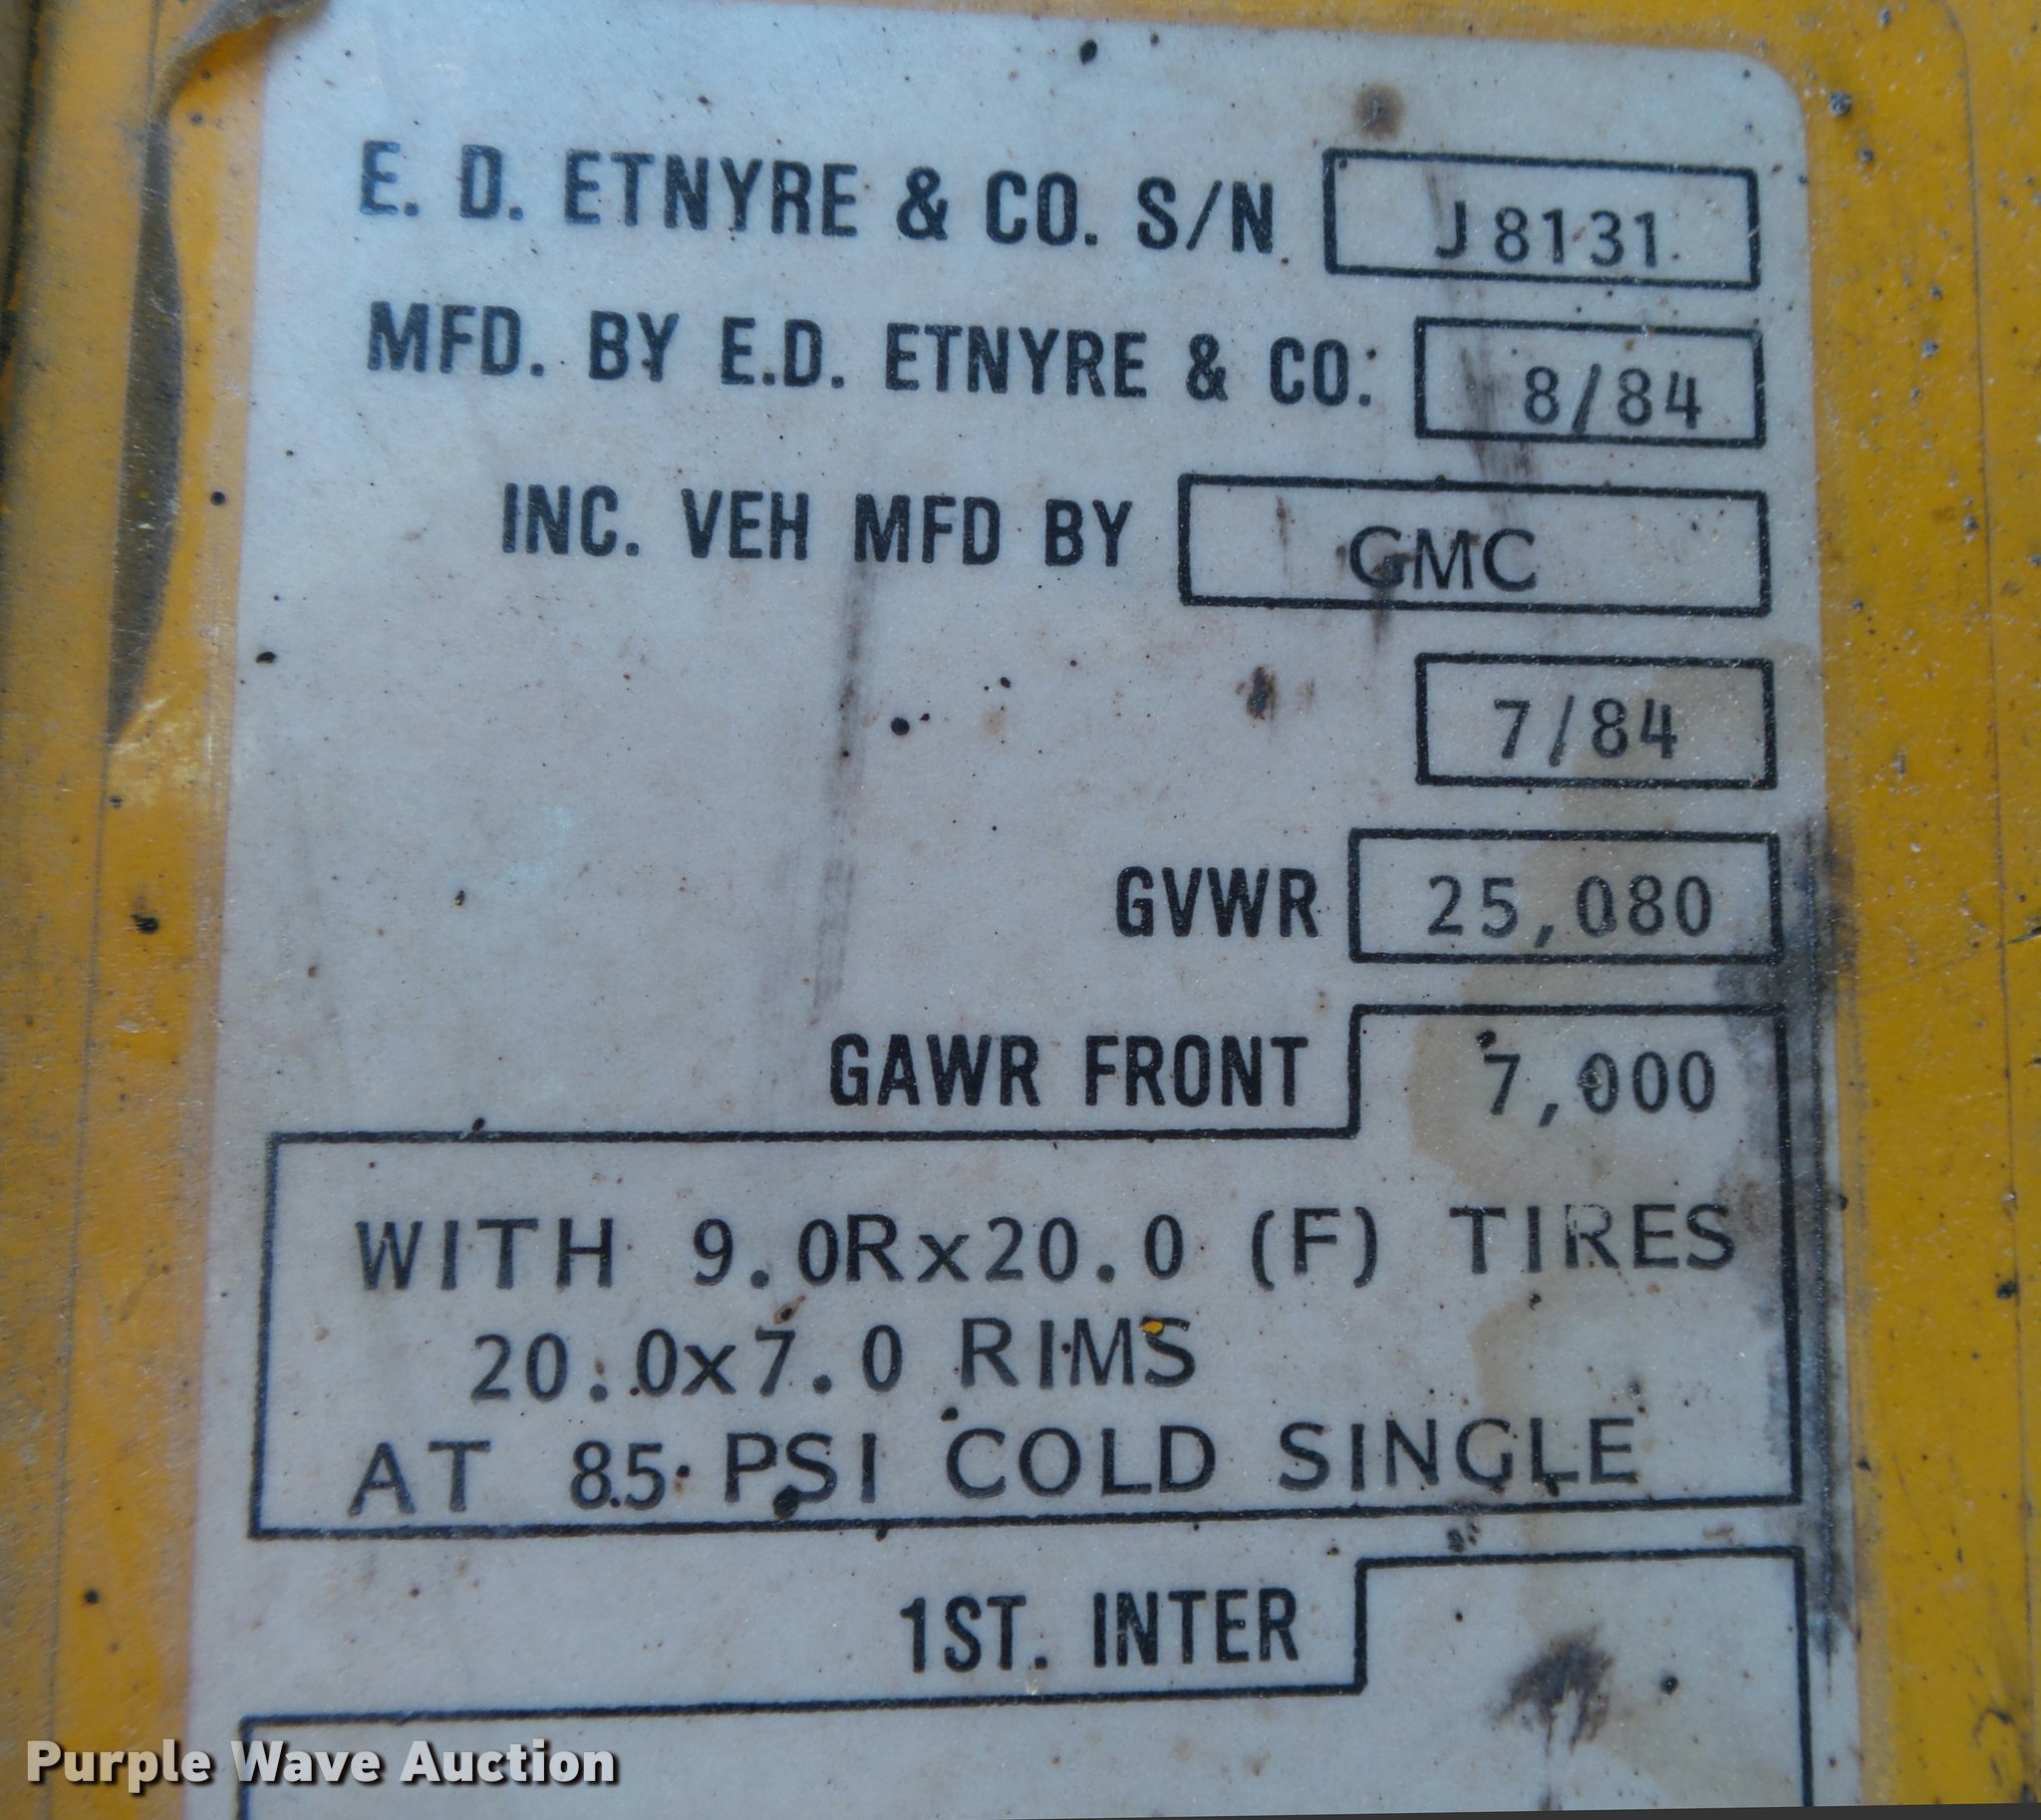 E. D. ETNYRE & CO. S/N J8131
MFD. BY E.D. ETNYRE & CO. 8/84
INC. VEH MFD BY GMC
7/84
GVWR 25,080
GAWR FRONT 7,000
WITH 9.0Rx20.0 (F) TIRES
20.0x7.0 RIMS
AT 85 PSI COLD SINGLE
1ST. INTER
Purple Wave Auction